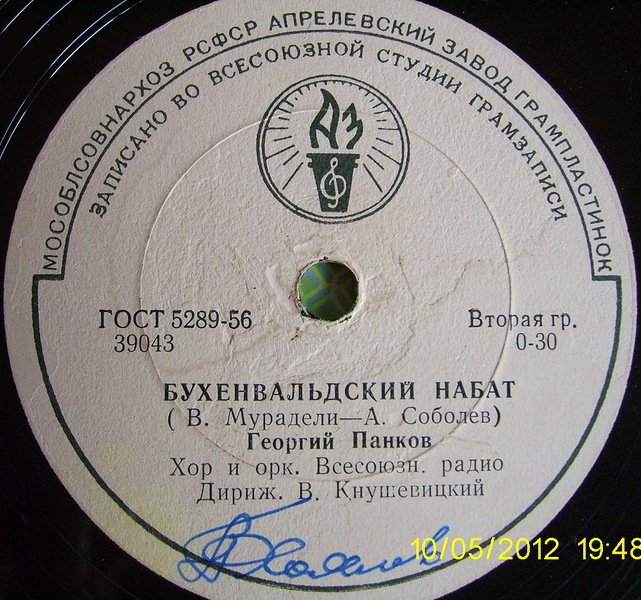 МОСОБЛСОВНАРХОЗ РСФСР АПРЕЛЕВСКИЙ ЗАВОД ГРАМПЛАСТИНОК
ЗАПИСАНО ВО ВСЕСОЮЗНОЙ СТУДИИ ГРАМЗАПИСИ
АЗ
ГОСТ 5289-56
39043
Вторая гр.
0-30
БУХЕНВАЛЬДСКИЙ НАБАТ
( В. Мурадели—А. Соболев)
Георгий Панков
Хор и орк. Всесоюзн. радио
Дириж. В. Кнушевицкий
10/05/2012 19:48